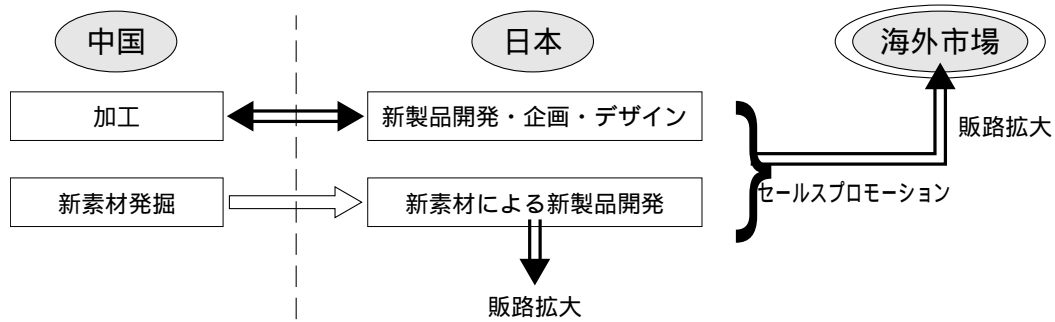 中国
日本
海外市場
加工
新製品開発・企画・デザイン
販路拡大
新素材発掘
新素材による新製品開発
セールスプロモーション
販路拡大